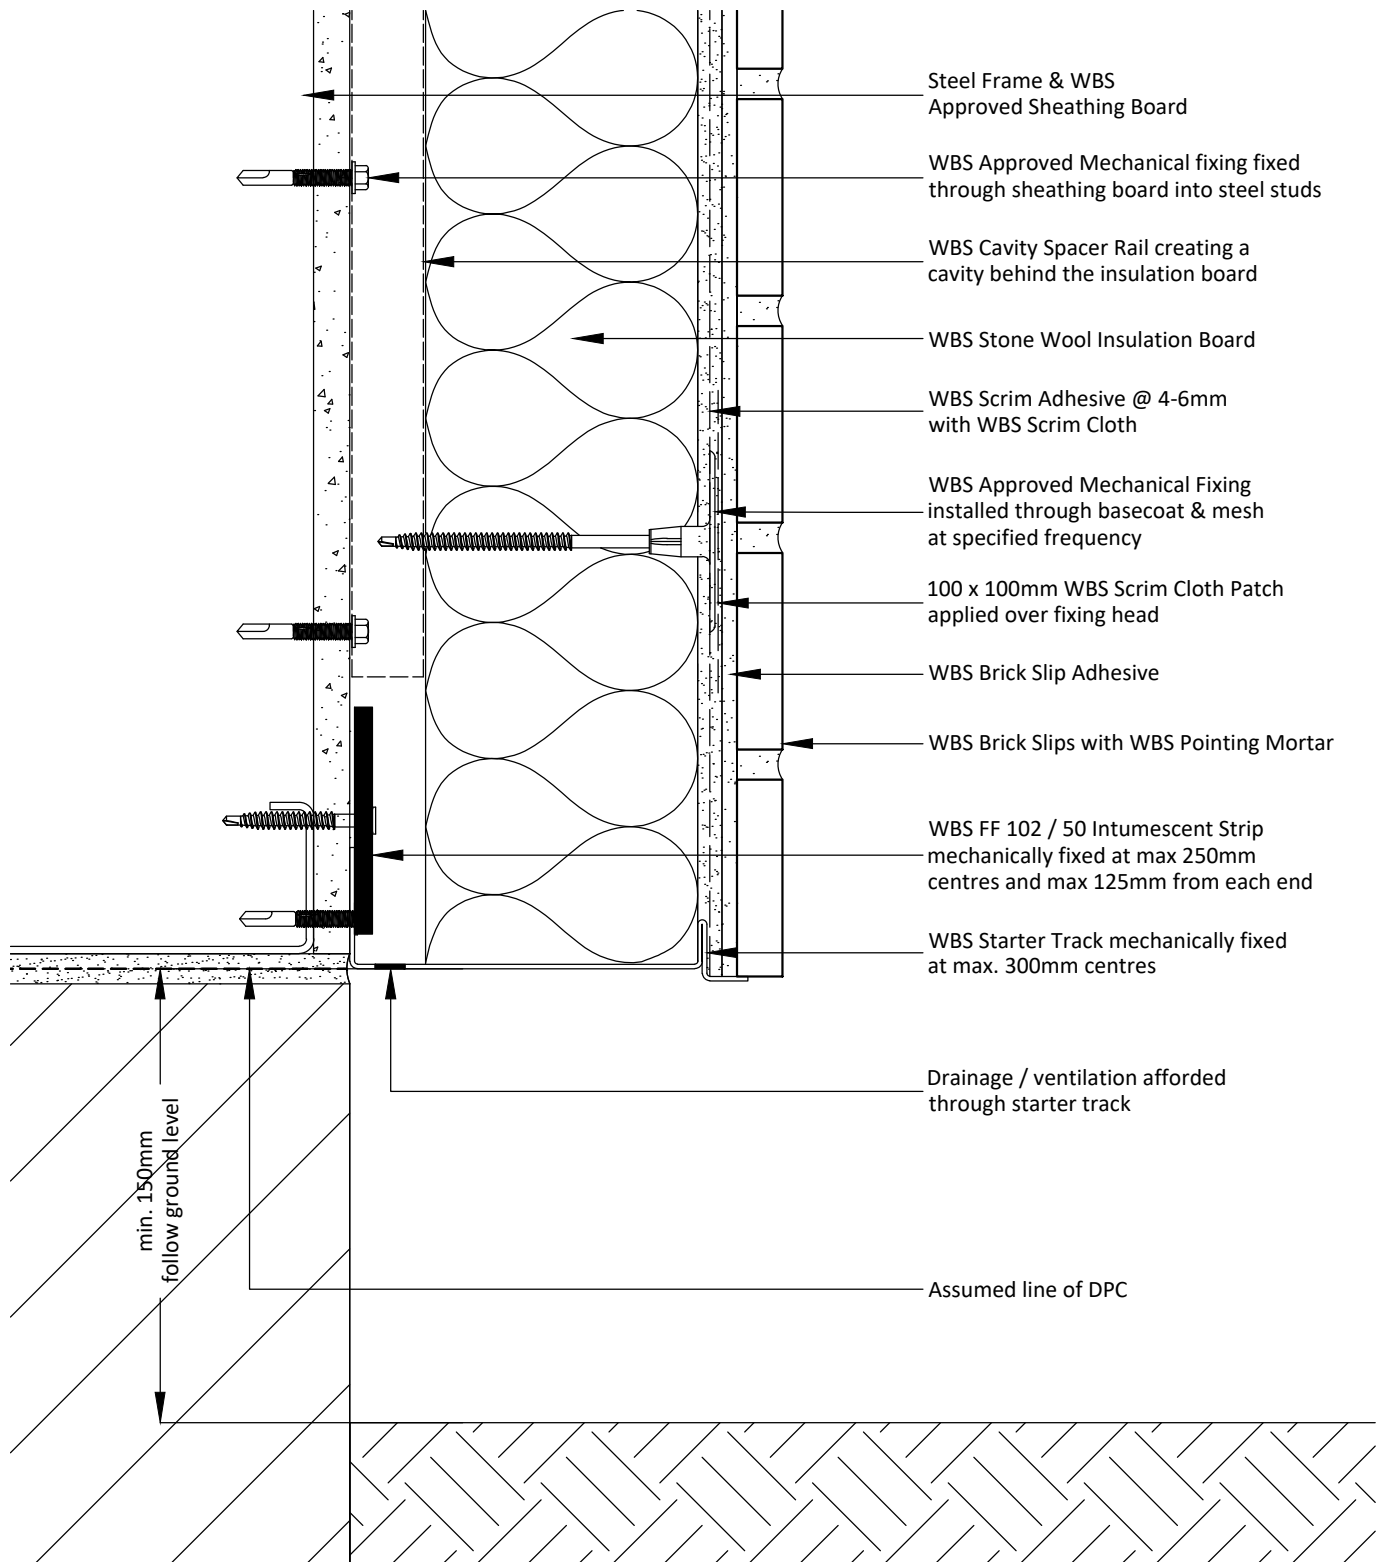 Steel Frame & WBS
Approved Sheathing Board
WBS Approved Mechanical fixing fixed
through sheathing board into steel studs
WBS Cavity Spacer Rail creating a
cavity behind the insulation board
WBS Stone Wool Insulation Board
WBS Scrim Adhesive @ 4-6mm
with WBS Scrim Cloth
WBS Approved Mechanical Fixing
installed through basecoat & mesh
at specified frequency
100 x 100mm WBS Scrim Cloth Patch
applied over fixing head
WBS Brick Slip Adhesive
WBS Brick Slips with WBS Pointing Mortar
WBS FF 102 / 50 Intumescent Strip
mechanically fixed at max 250mm
centres and max 125mm from each end
WBS Starter Track mechanically fixed
at max. 300mm centres
Drainage / ventilation afforded
through starter track
min. 150mm
follow ground level
Assumed line of DPC